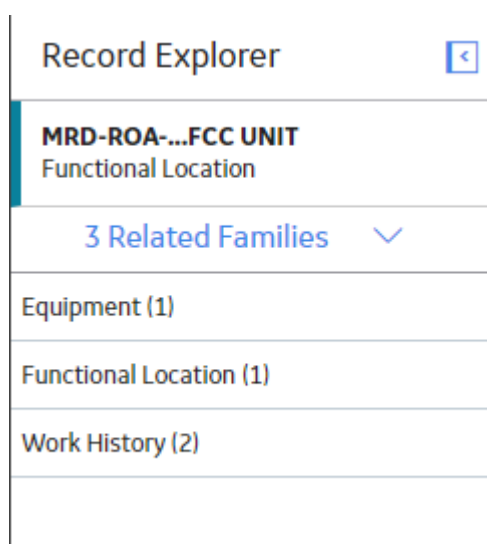 Record Explorer
MRD-ROA-...FCC UNIT
Functional Location
3 Related Families
Equipment (1)
Functional Location (1)
Work History (2)